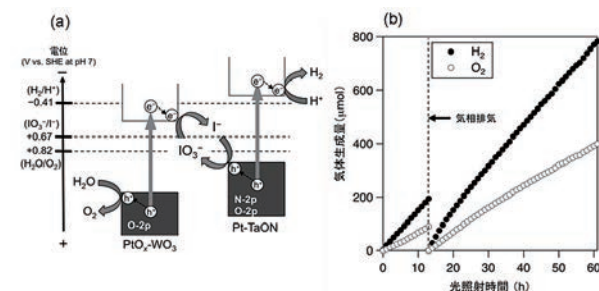 (a)
電位
(V vs. SHE at pH 7)
−
(H₂/H⁺)
−0.41
(IO₃⁻/I⁻)
+0.67
+0.82
(H₂O/O₂)
+
e⁻
e⁻
I⁻
IO₃⁻
H₂O
O₂
h⁺
h⁺
O-2p
PtOₓ-WO₃
e⁻
e⁻
H₂
H⁺
h⁺
h⁺
N-2p
O-2p
Pt-TaON
(b)
気体生成量 (μmol)
800
600
400
200
0
H₂
O₂
気相排気
0
10
20
30
40
50
60
光照射時間 (h)